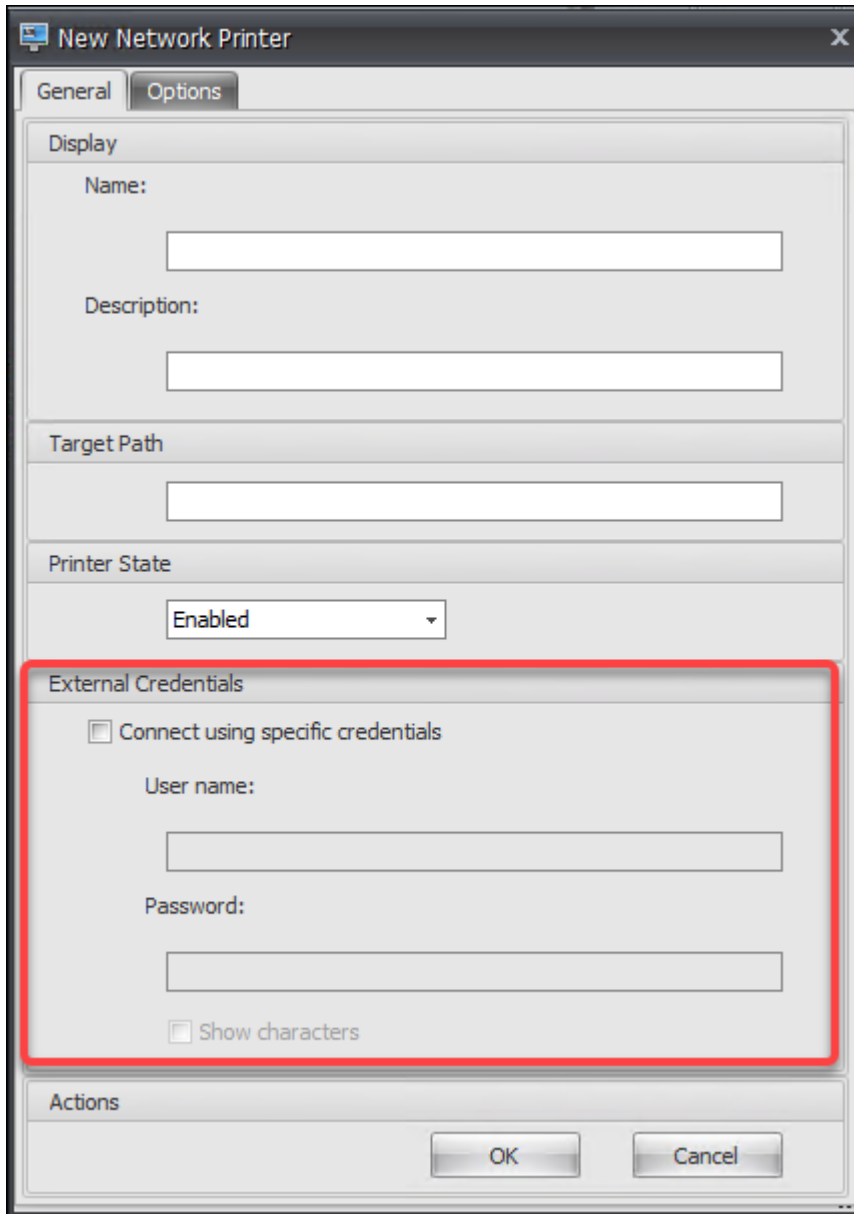 New Network Printer
General Options
Display
Name:
Description:
Target Path
Printer State
Enabled
External Credentials
Connect using specific credentials
User name:
Password:
Show characters
Actions
OK Cancel